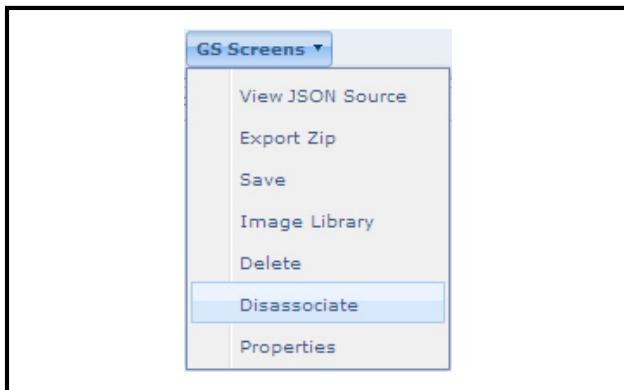 GS Screens
View JSON Source
Export Zip
Save
Image Library
Delete
Disassociate
Properties